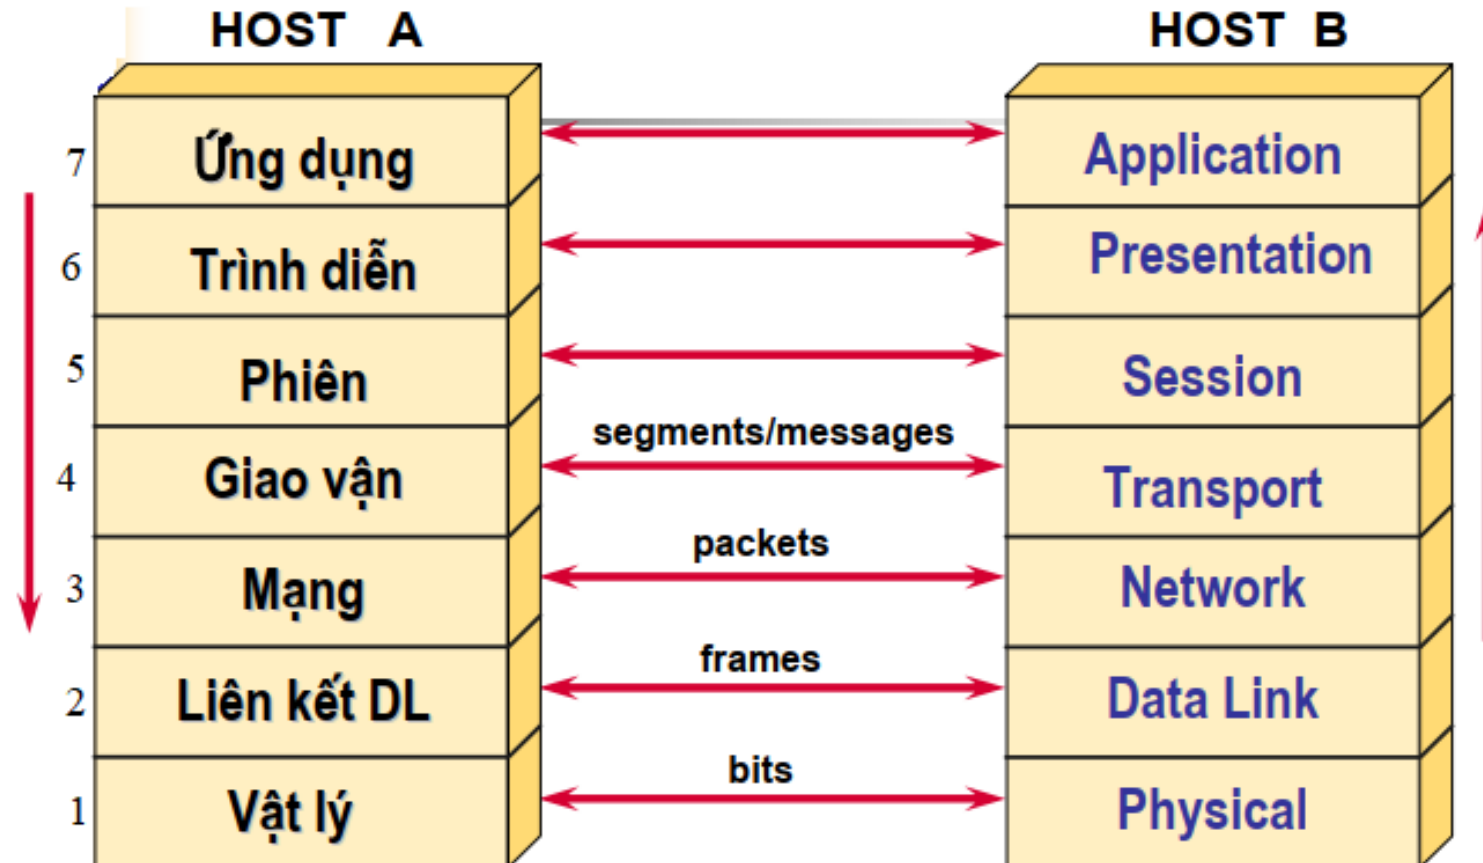 HOST A
HOST B
7
Ứng dụng
Application
6
Trình diễn
Presentation
5
Phiên
Session
segments/messages
4
Giao vận
Transport
packets
3
Mạng
Network
frames
2
Liên kết DL
Data Link
bits
1
Vật lý
Physical